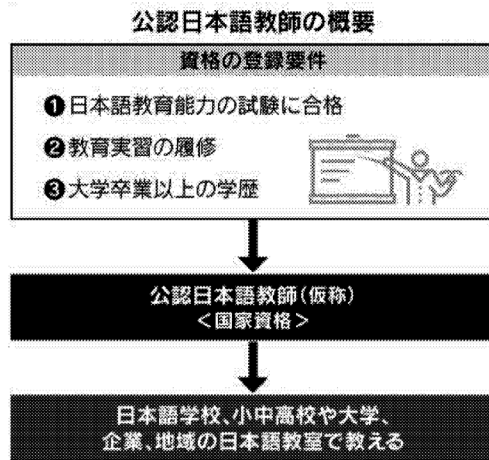 公認日本語教師の概要
資格の登録要件
❶日本語教育能力の試験に合格
❷教育実習の履修
❸大学卒業以上の学歴
公認日本語教師(仮称)
<国家資格>
日本語学校、小中高校や大学、
企業、地域の日本語教室で教える